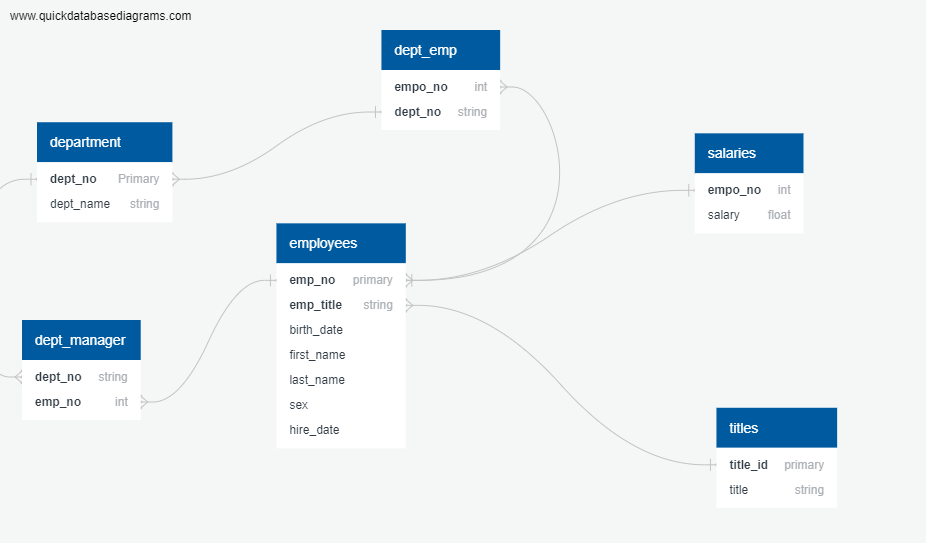 www.quickdatabasediagrams.com
dept_emp
empo_no int
dept_no string
department
dept_no Primary
dept_name string
salaries
empo_no int
salary float
employees
emp_no primary
emp_title string
birth_date
first_name
last_name
sex
hire_date
dept_manager
dept_no string
emp_no int
titles
title_id primary
title string